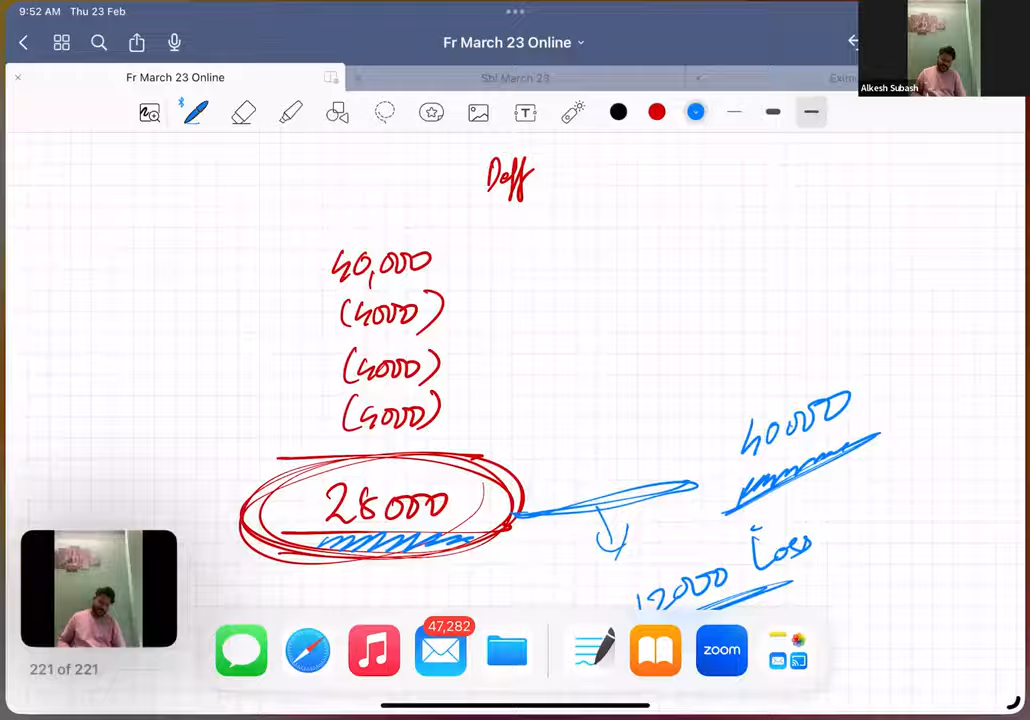 9:52 AM Thu 23 Feb
Fr March 23 Online
Fr March 23 Online
Sbl March 23
Exim
Alkesh Subash
T
40,000
(4000)
(4000)
(4000)
28000
40000
Loss
12000
47,282
zoom
221 of 221